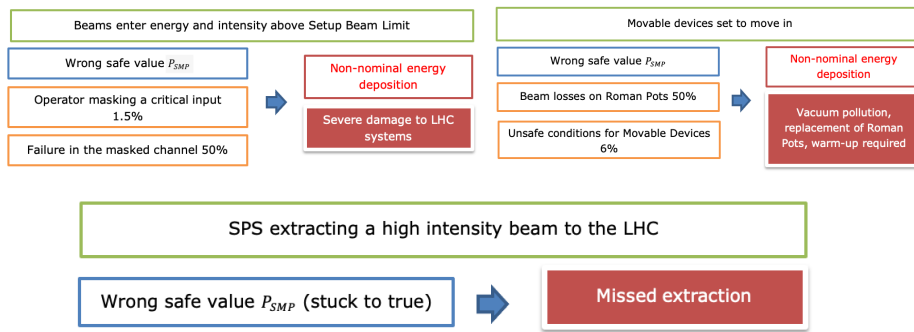 Beams enter energy and intensity above Setup Beam Limit
Wrong safe value P_SMP
Operator masking a critical input
1.5%
Failure in the masked channel 50%
Non-nominal energy
deposition
Severe damage to LHC
systems
Movable devices set to move in
Wrong safe value P_SMP
Beam losses on Roman Pots 50%
Unsafe conditions for Movable Devices
6%
Non-nominal energy
deposition
Vacuum pollution,
replacement of Roman
Pots, warm-up required
SPS extracting a high intensity beam to the LHC
Wrong safe value P_SMP (stuck to true)
Missed extraction